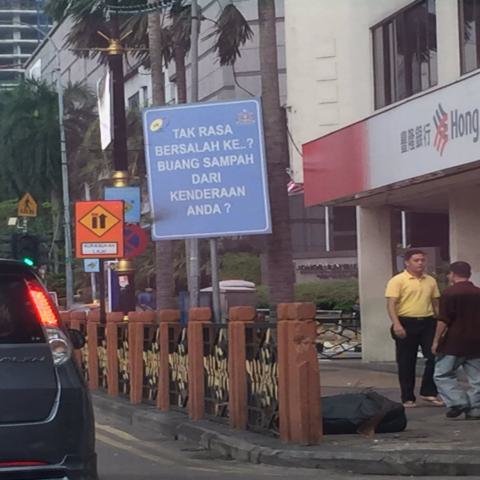 TAK RASA
BERSALAH KE..?
BUANG SAMPAH
DARI
KENDERAAN
ANDA ?
豐隆銀行 Hong